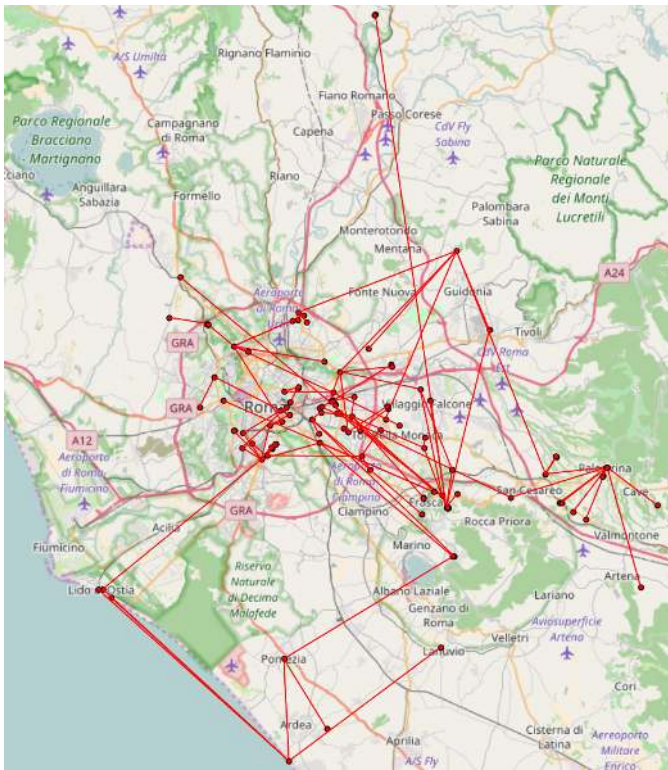 A/S Umilia
Rignano Flaminio
Fiano Romano
Passo Corese
Parco Regionale
Bracciano
- Martignano
Campagnano
di Roma
Capena
CdV Fly
Sabina
Parco Naturale
Regionale
dei Monti
Lucretili
Anguillara
Sabazia
Riano
Formello
Palombara
Sabina
Monterotondo
Mentana
A24
Fonte Nuova
Guidonia
Aeroporto
di Roma
Tivoli
GRA
CdV Roma
Est
GRA
Roma
Villaggio Falcone
A12
Aeroporto
di Roma-
Fiumicino
Aeroporto
di Roma
Ciampino
Ciampino
San Cesareo
Cave
GRA
Rocca Priora
Valmontone
Acilia
Fiumicino
Marino
Riserva
Naturale
di Decima
Malafede
Artena
Lido di Ostia
Albano Laziale
Genzano
di Roma
Lariano
Aviosuperficie
Artena
Velletri
Lanuvio
Pomezia
Cori
Ardea
Aprilia
Cisterna di
Latina
Aereoporto
Militare
Enrico
A/S Fly